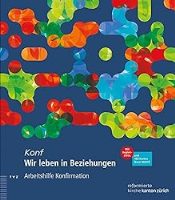 Konf
Wir leben in Beziehungen
Arbeitshilfe Konfirmation
TVZ
reformierte
kirche kanton zürich